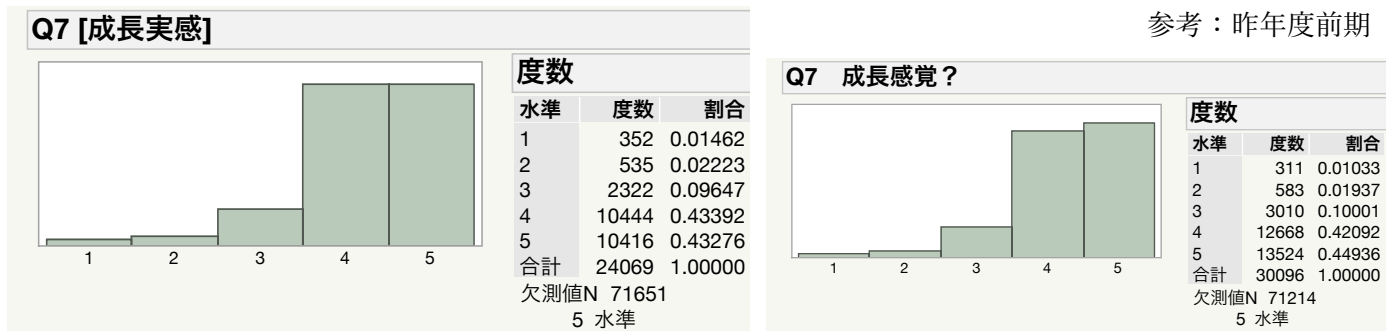 Q7 [成長実感]
度数
水準 度数 割合
1 352 0.01462
2 535 0.02223
3 2322 0.09647
4 10444 0.43392
5 10416 0.43276
合計 24069 1.00000
欠測値N 71651
5 水準
1 2 3 4 5
参考：昨年度前期
Q7 成長感覚？
度数
水準 度数 割合
1 311 0.01033
2 583 0.01937
3 3010 0.10001
4 12668 0.42092
5 13524 0.44936
合計 30096 1.00000
欠測値N 71214
5 水準
1 2 3 4 5